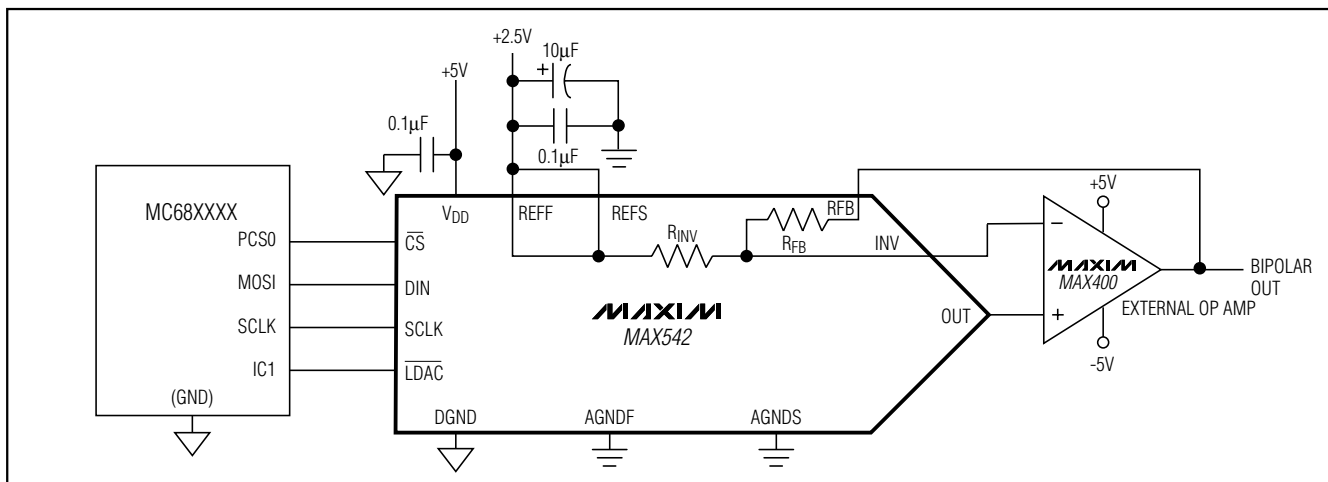 +2.5V
10µF
+
+5V
0.1µF
0.1µF
MC68XXXX
PCS0
MOSI
SCLK
IC1
(GND)
VDD
REFF
REFS
RFB
RINV
RFB
INV
CS
DIN
SCLK
LDAC
MAXIM
MAX542
OUT
DGND
AGNDF
AGNDS
+5V
−
MAXIM
MAX400
EXTERNAL OP AMP
+
-5V
BIPOLAR
OUT